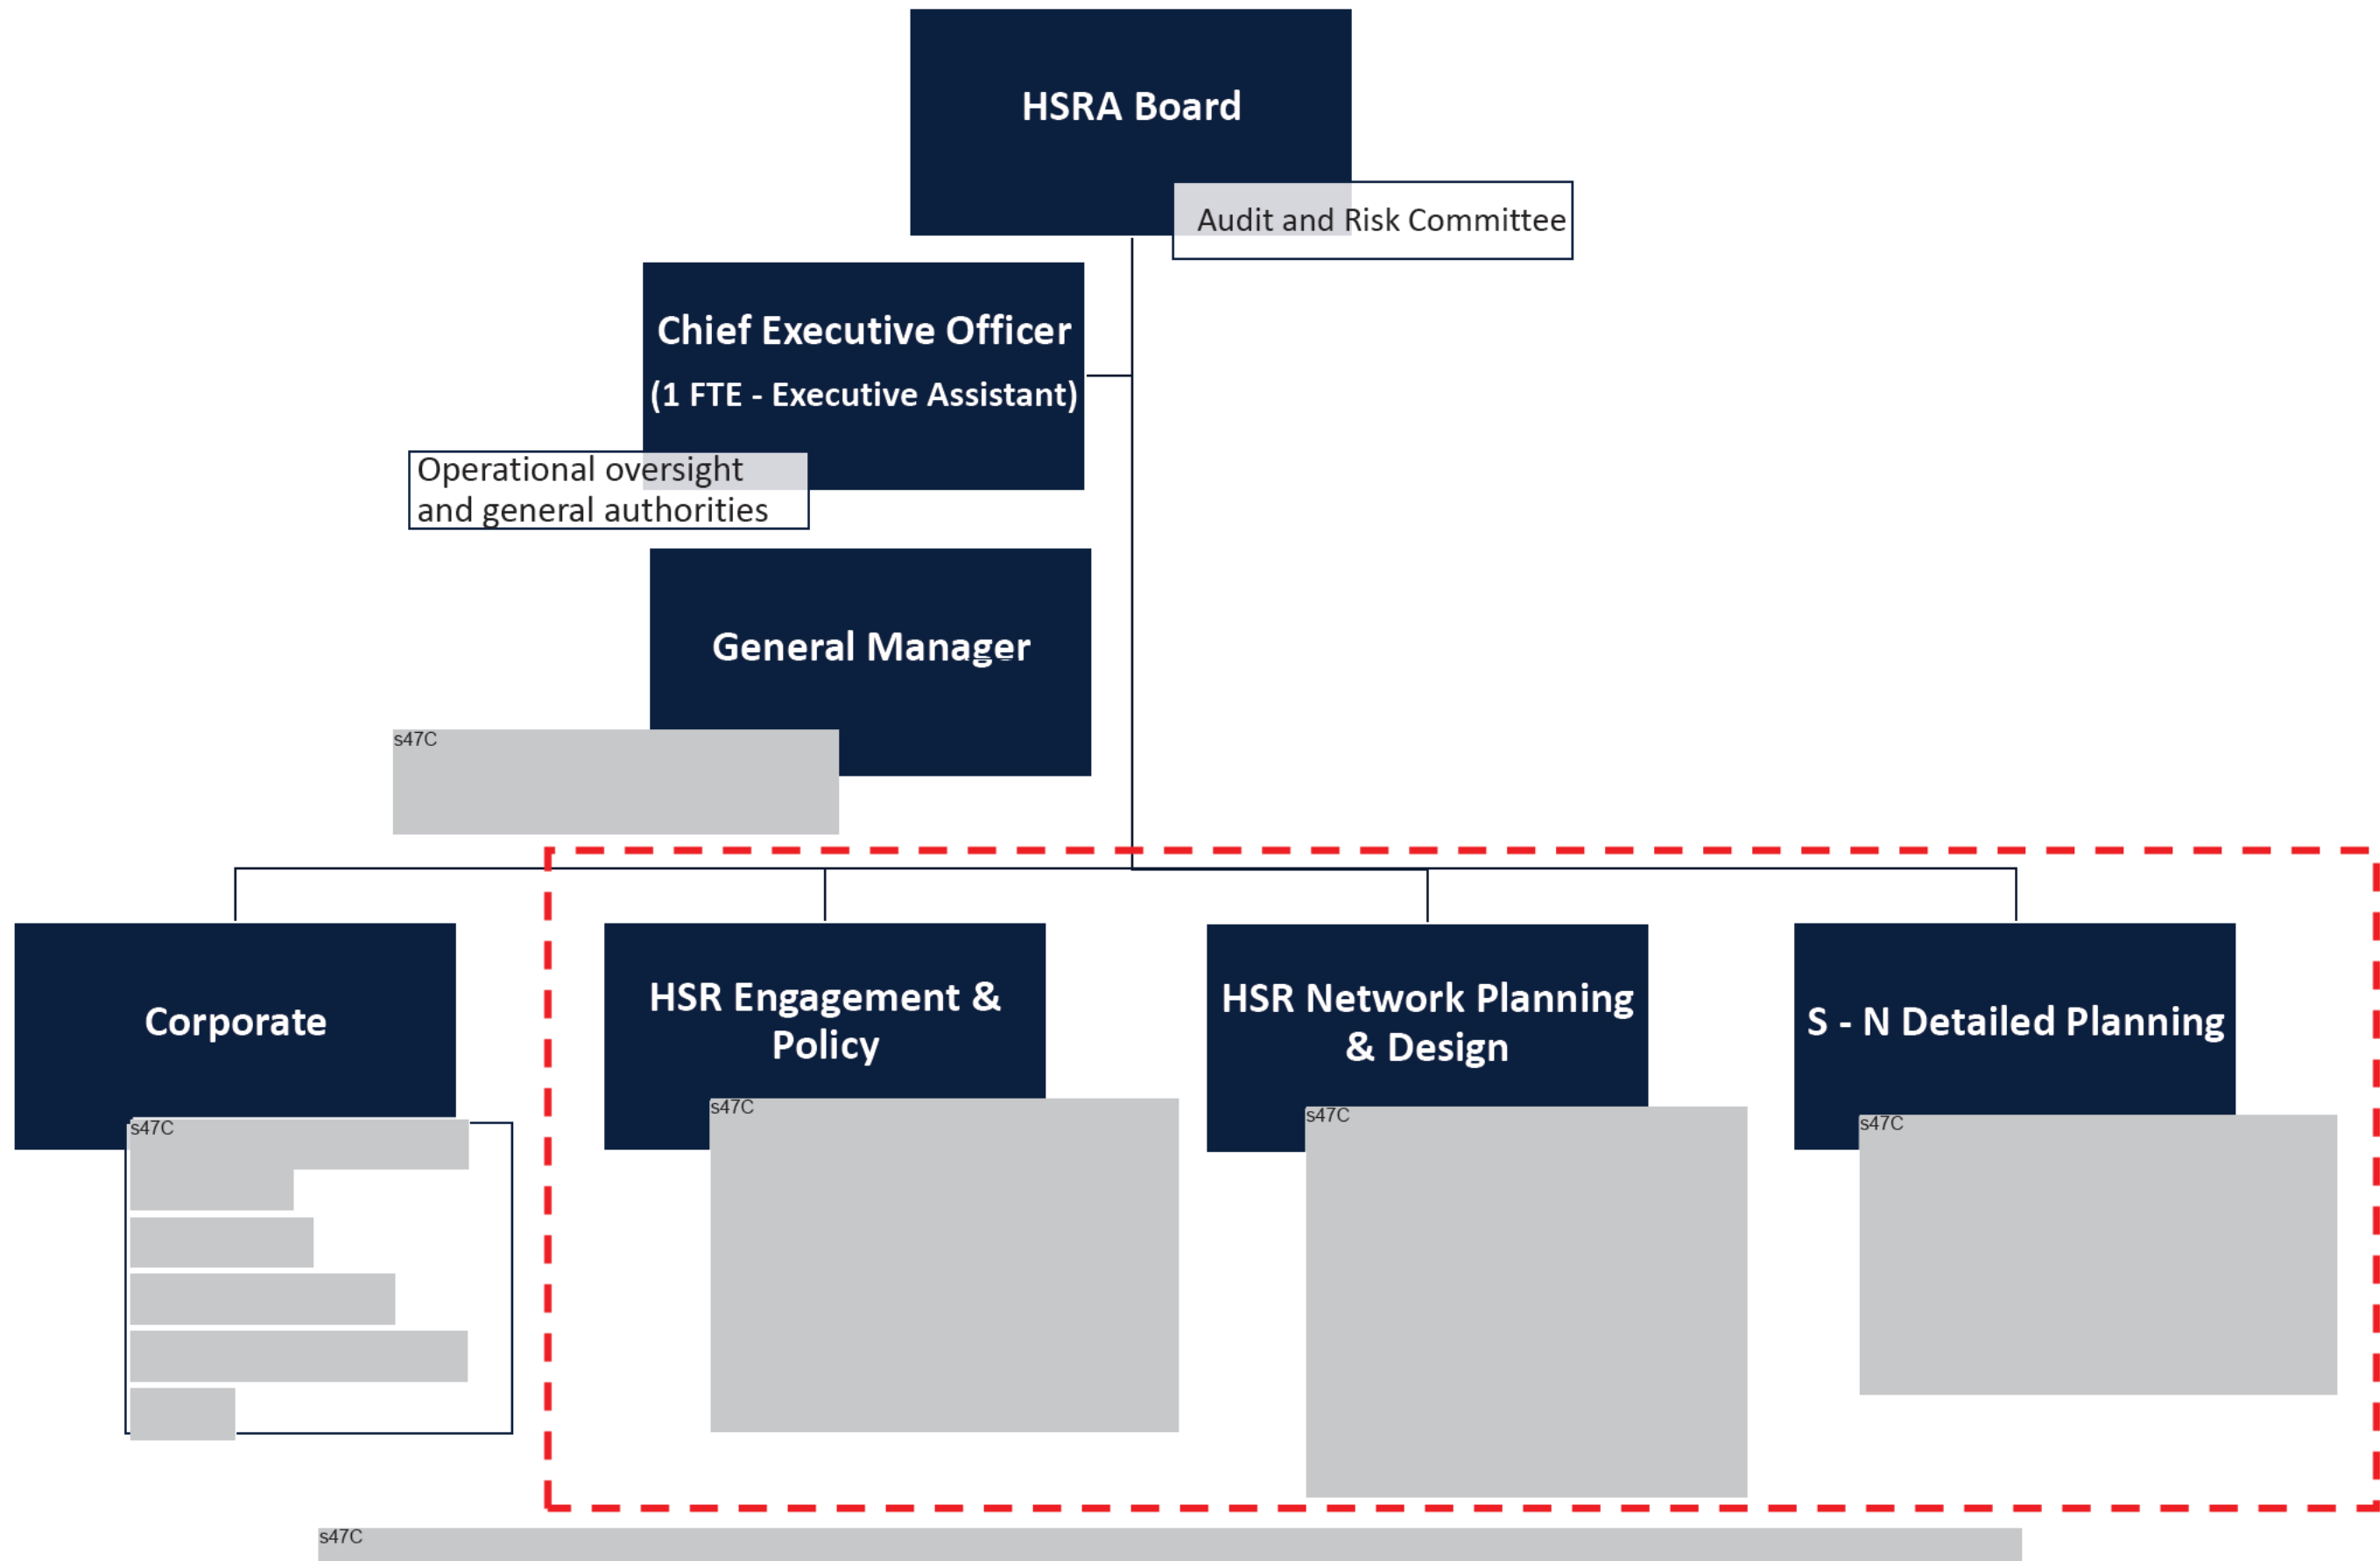 HSRA Board
Audit and Risk Committee
Chief Executive Officer
(1 FTE - Executive Assistant)
Operational oversight
and general authorities
General Manager
s47C
Corporate
s47C
HSR Engagement &
Policy
s47C
HSR Network Planning
& Design
s47C
S - N Detailed Planning
s47C
s47C